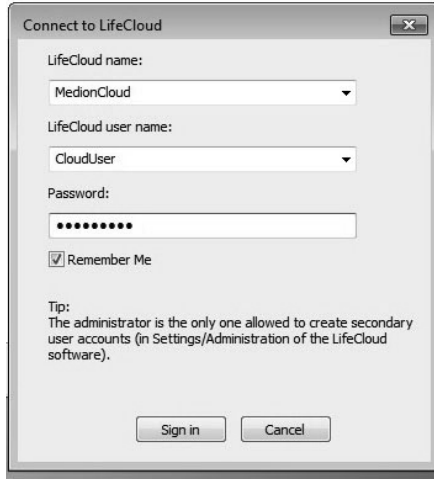 Connect to LifeCloud
LifeCloud name:
MedionCloud
LifeCloud user name:
CloudUser
Password:
•••••••••
Remember Me
Tip:
The administrator is the only one allowed to create secondary
user accounts (in Settings/Administration of the LifeCloud
software).
Sign in Cancel